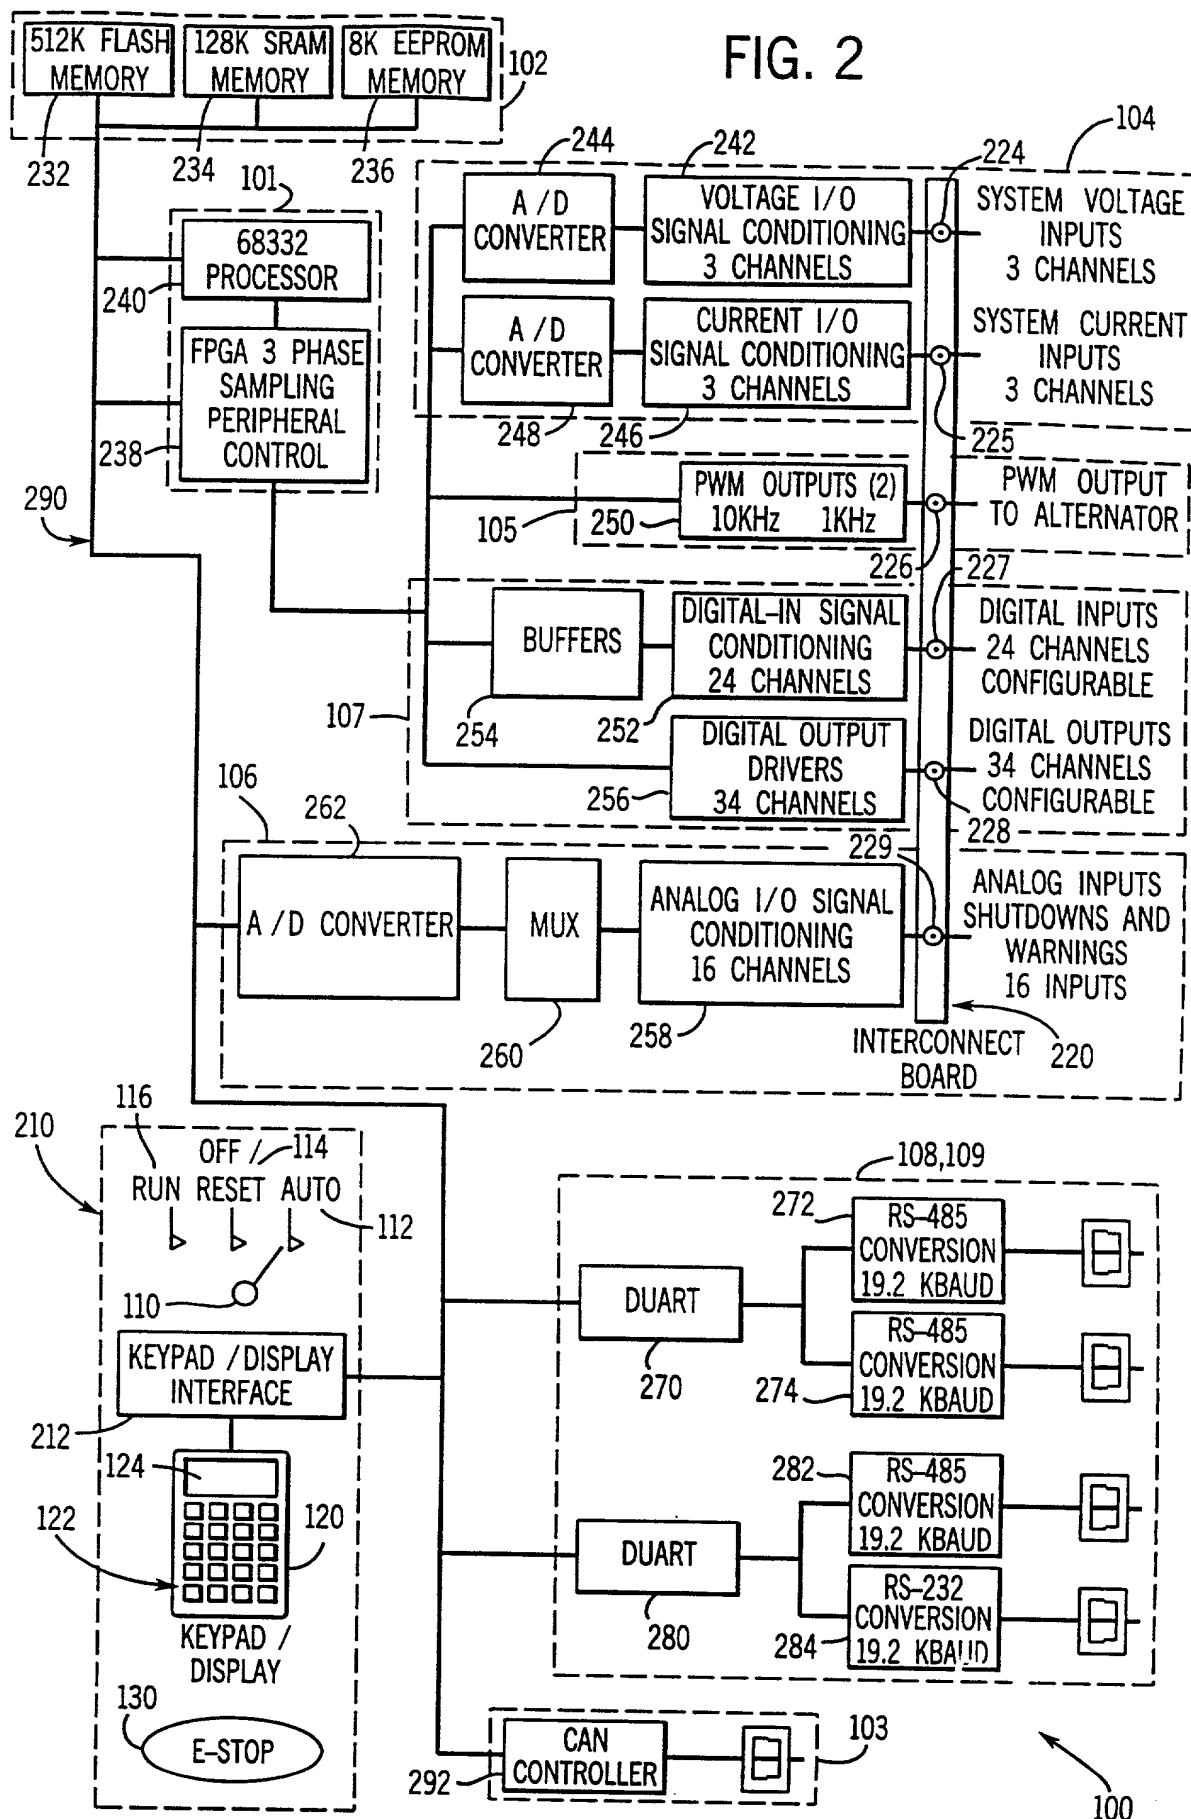 FIG. 2
512K FLASH
MEMORY
128K SRAM
MEMORY
8K EEPROM
MEMORY
102
232
234
236
101
68332
PROCESSOR
240
FPGA 3 PHASE
SAMPLING
PERIPHERAL
CONTROL
238
290
244
242
224
104
A/D
CONVERTER
VOLTAGE I/O
SIGNAL CONDITIONING
3 CHANNELS
SYSTEM VOLTAGE
INPUTS
3 CHANNELS
A/D
CONVERTER
CURRENT I/O
SIGNAL CONDITIONING
3 CHANNELS
SYSTEM CURRENT
INPUTS
3 CHANNELS
248
246
225
105
250
PWM OUTPUTS (2)
10KHz 1KHz
PWM OUTPUT
TO ALTERNATOR
226
227
BUFFERS
DIGITAL-IN SIGNAL
CONDITIONING
24 CHANNELS
DIGITAL INPUTS
24 CHANNELS
CONFIGURABLE
107
254
252
DIGITAL OUTPUT
DRIVERS
34 CHANNELS
DIGITAL OUTPUTS
34 CHANNELS
CONFIGURABLE
256
228
106
262
229
A/D CONVERTER
MUX
ANALOG I/O SIGNAL
CONDITIONING
16 CHANNELS
ANALOG INPUTS
SHUTDOWNS AND
WARNINGS
16 INPUTS
260
258
INTERCONNECT
BOARD
220
210
116
OFF /
114
RUN RESET AUTO
112
110
KEYPAD /DISPLAY
INTERFACE
212
124
122
120
KEYPAD /
DISPLAY
130
E-STOP
108,109
272
RS-485
CONVERSION
19.2 KBAUD
DUART
270
274
RS-485
CONVERSION
19.2 KBAUD
282
RS-485
CONVERSION
19.2 KBAUD
DUART
280
284
RS-232
CONVERSION
19.2 KBAUD
CAN
CONTROLLER
292
103
100